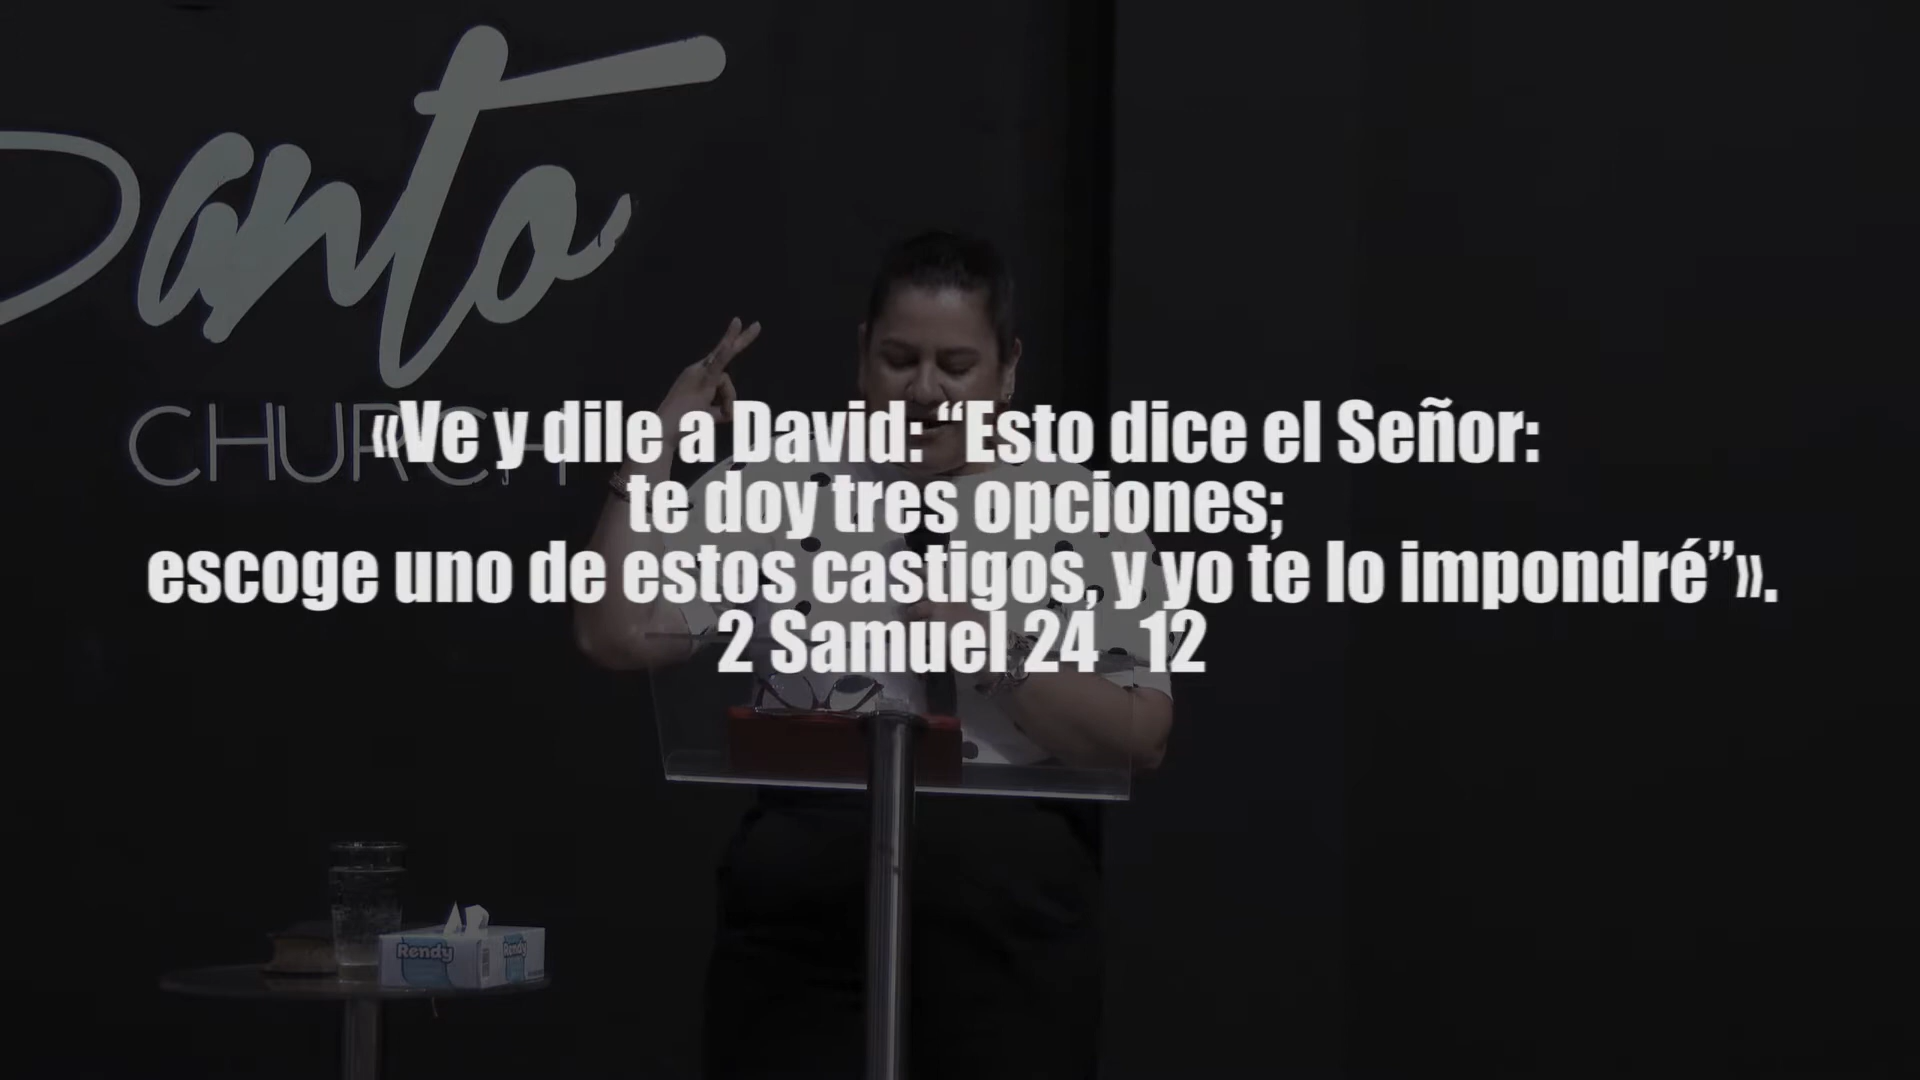 Santo
CHURCH
«Ve y dile a David: “Esto dice el Señor:
te doy tres opciones;
escoge uno de estos castigos, y yo te lo impondré”».
2 Samuel 24 12
Rendy
Rendy